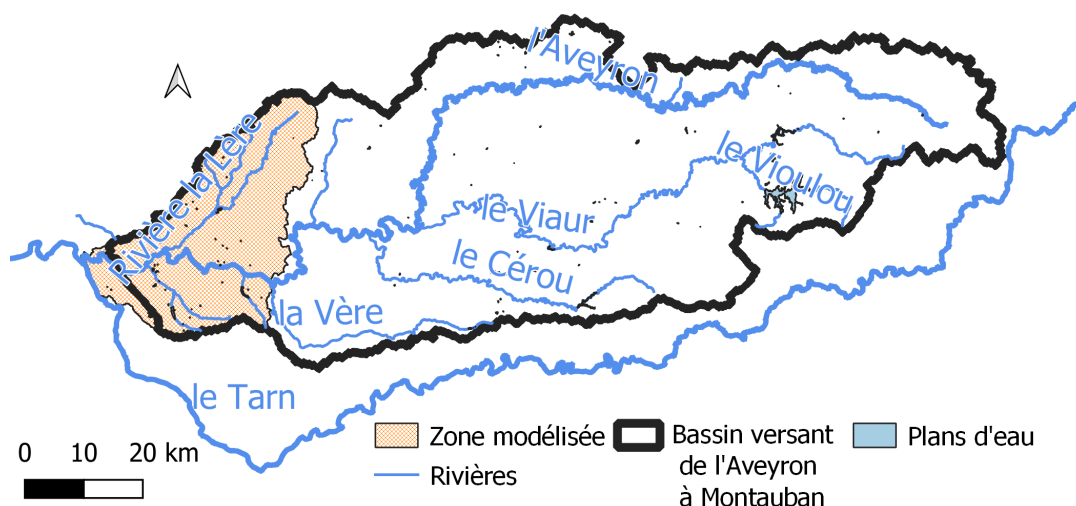 l'Aveyron
Rivière la Lère
le Vioulou
le Viaur
le Cérou
la Vère
le Tarn
0 10 20 km
Zone modélisée
Rivières
Bassin versant
de l'Aveyron
à Montauban
Plans d'eau